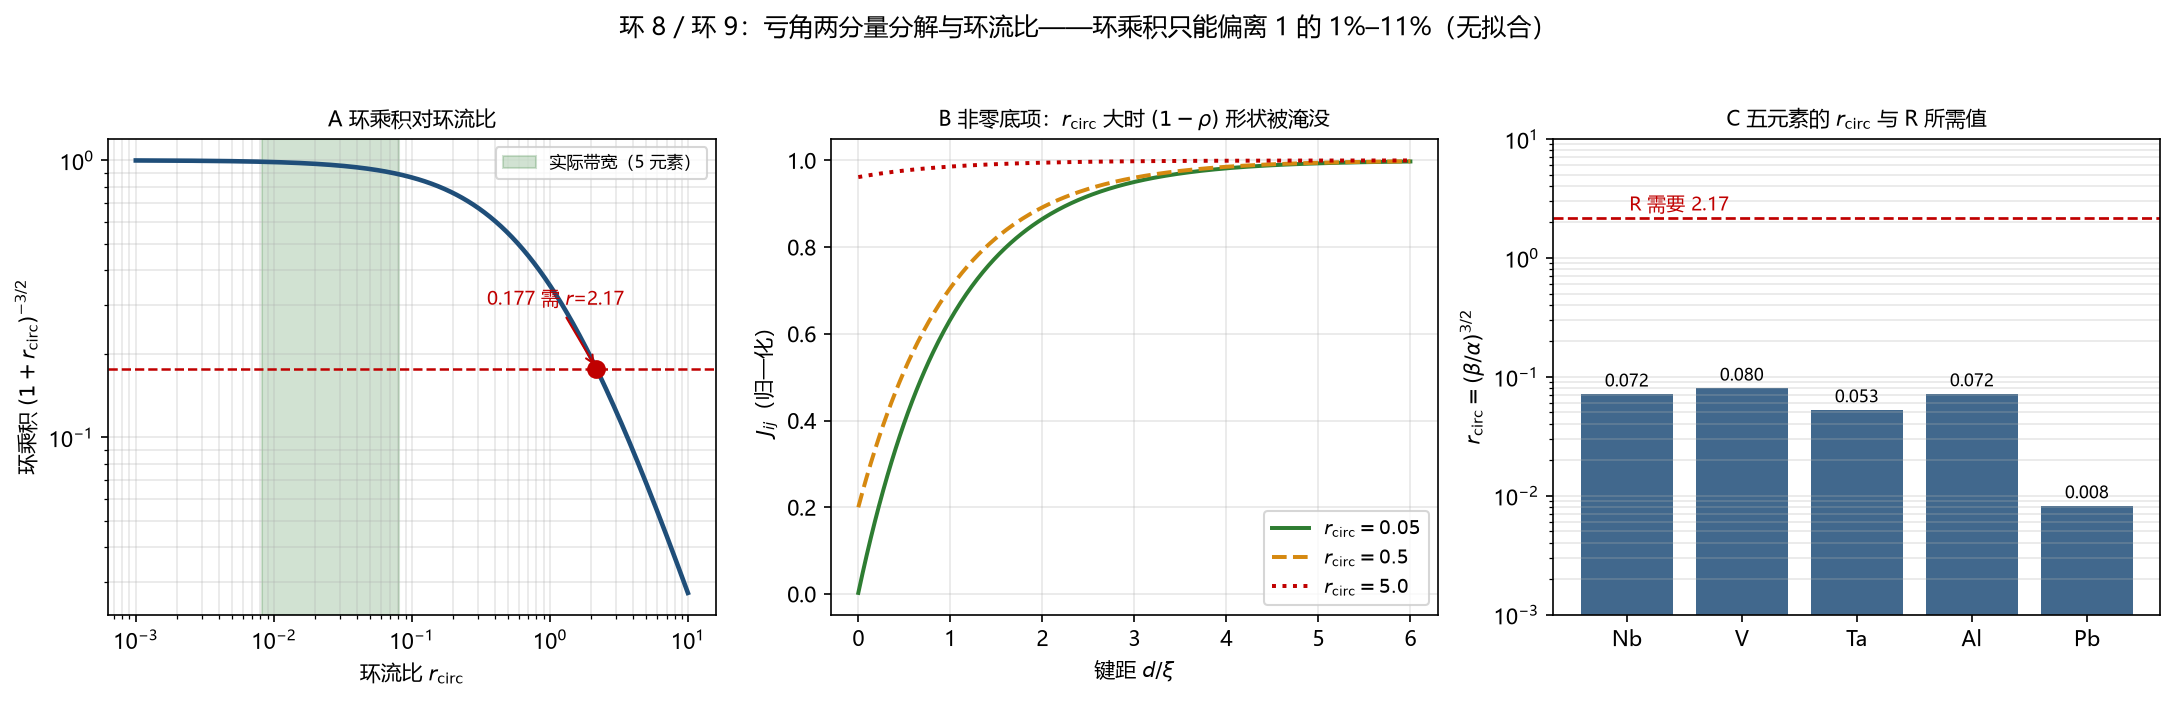 环 8 / 环 9：亏角两分量分解与环流比——环乘积只能偏离 1 的 1%–11%（无拟合）
A 环乘积对环流比
环乘积 (1 + r_circ)^{−3/2}
10^0
10^{−1}
实际带宽（5 元素）
0.177 需 r=2.17
10^{−3}
10^{−2}
10^{−1}
10^0
10^1
环流比 r_circ
B 非零底项：r_circ 大时 (1 − ρ) 形状被淹没
J_ij（归一化）
1.0
0.8
0.6
0.4
0.2
0.0
r_circ = 0.05
r_circ = 0.5
r_circ = 5.0
0
1
2
3
4
5
6
键距 d/ξ
C 五元素的 r_circ 与 R 所需值
r_circ = (β/α)^{3/2}
10^1
10^0
10^{−1}
10^{−2}
10^{−3}
R 需要 2.17
0.072
0.080
0.053
0.072
0.008
Nb
V
Ta
Al
Pb